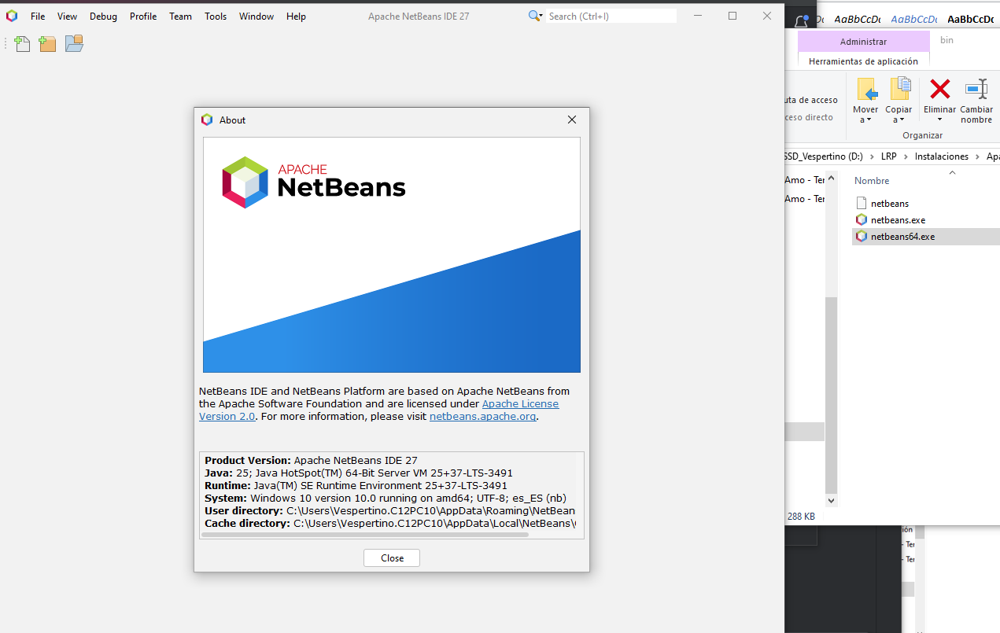 File View Debug Profile Team Tools Window Help
Apache NetBeans IDE 27
Search (Ctrl+I)
AaBbCcDc AaBbCcDc AaBbCcDc
Administrar
bin
Herramientas de aplicación
uta de acceso
ceso directo
Mover a
Copiar a
Eliminar
Cambiar nombre
Organizar
SSD_Vespertino (D:) > LRP > Instalaciones > Apa
Amo - Ter
Amo - Ter
Nombre
netbeans
netbeans.exe
netbeans64.exe
288 KB
ión
- Ter
- Ter
About
APACHE
NetBeans
NetBeans IDE and NetBeans Platform are based on Apache NetBeans from
the Apache Software Foundation and are licensed under Apache License
Version 2.0. For more information, please visit netbeans.apache.org.
Product Version: Apache NetBeans IDE 27
Java: 25; Java HotSpot(TM) 64-Bit Server VM 25+37-LTS-3491
Runtime: Java(TM) SE Runtime Environment 25+37-LTS-3491
System: Windows 10 version 10.0 running on amd64; UTF-8; es_ES (nb)
User directory: C:\Users\Vespertino.C12PC10\AppData\Roaming\NetBean
Cache directory: C:\Users\Vespertino.C12PC10\AppData\Local\NetBeans\
Close